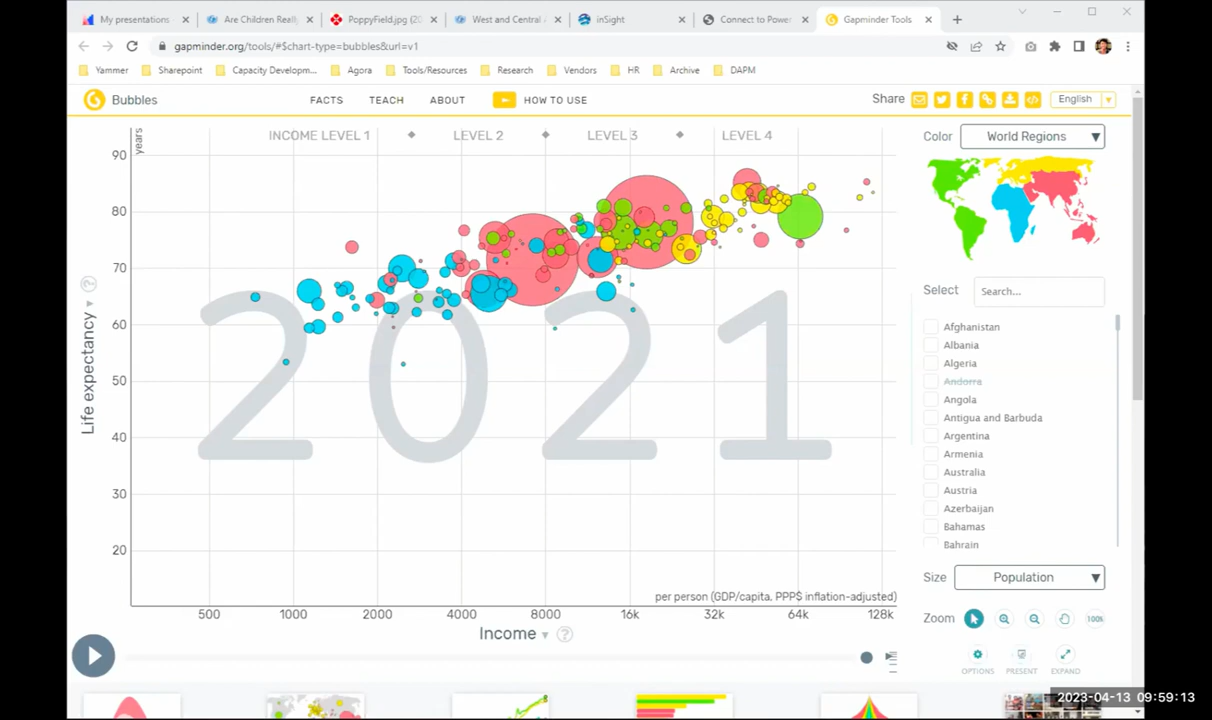 My presentations
Are Children Reall
PoppyField.jpg (2
West and Central A
inSight
Connect to Power
Gapminder Tools
gapminder.org/tools/#$chart-type=bubbles&url=v1
Yammer
Sharepoint
Capacity Developm...
Agora
Tools/Resources
Research
Vendors
HR
Archive
DAPM
Bubbles
FACTS
TEACH
ABOUT
HOW TO USE
Share
English
INCOME LEVEL 1
LEVEL 2
LEVEL 3
LEVEL 4
years
90
80
70
60
50
40
30
20
Life expectancy
2021
per person (GDP/capita, PPP$ inflation-adjusted)
500
1000
2000
4000
8000
16k
32k
64k
128k
Income
Color
World Regions
Select
Search...
Afghanistan
Albania
Algeria
Andorra
Angola
Antigua and Barbuda
Argentina
Armenia
Australia
Austria
Azerbaijan
Bahamas
Bahrain
Size
Population
Zoom
100%
OPTIONS
PRESENT
EXPAND
2023-04-13 09:59:13